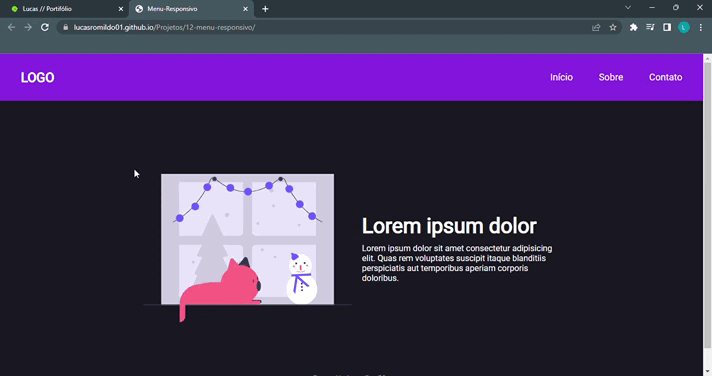 Lucas // Portifólio
Menu-Responsivo
lucasromildo01.github.io/Projetos/12-menu-responsivo/
L
LOGO
Início
Sobre
Contato
Lorem ipsum dolor
Lorem ipsum dolor sit amet consectetur adipisicing
elit. Quas rem voluptates suscipit itaque blanditiis
perspiciatis aut temporibus aperiam corporis
doloribus.